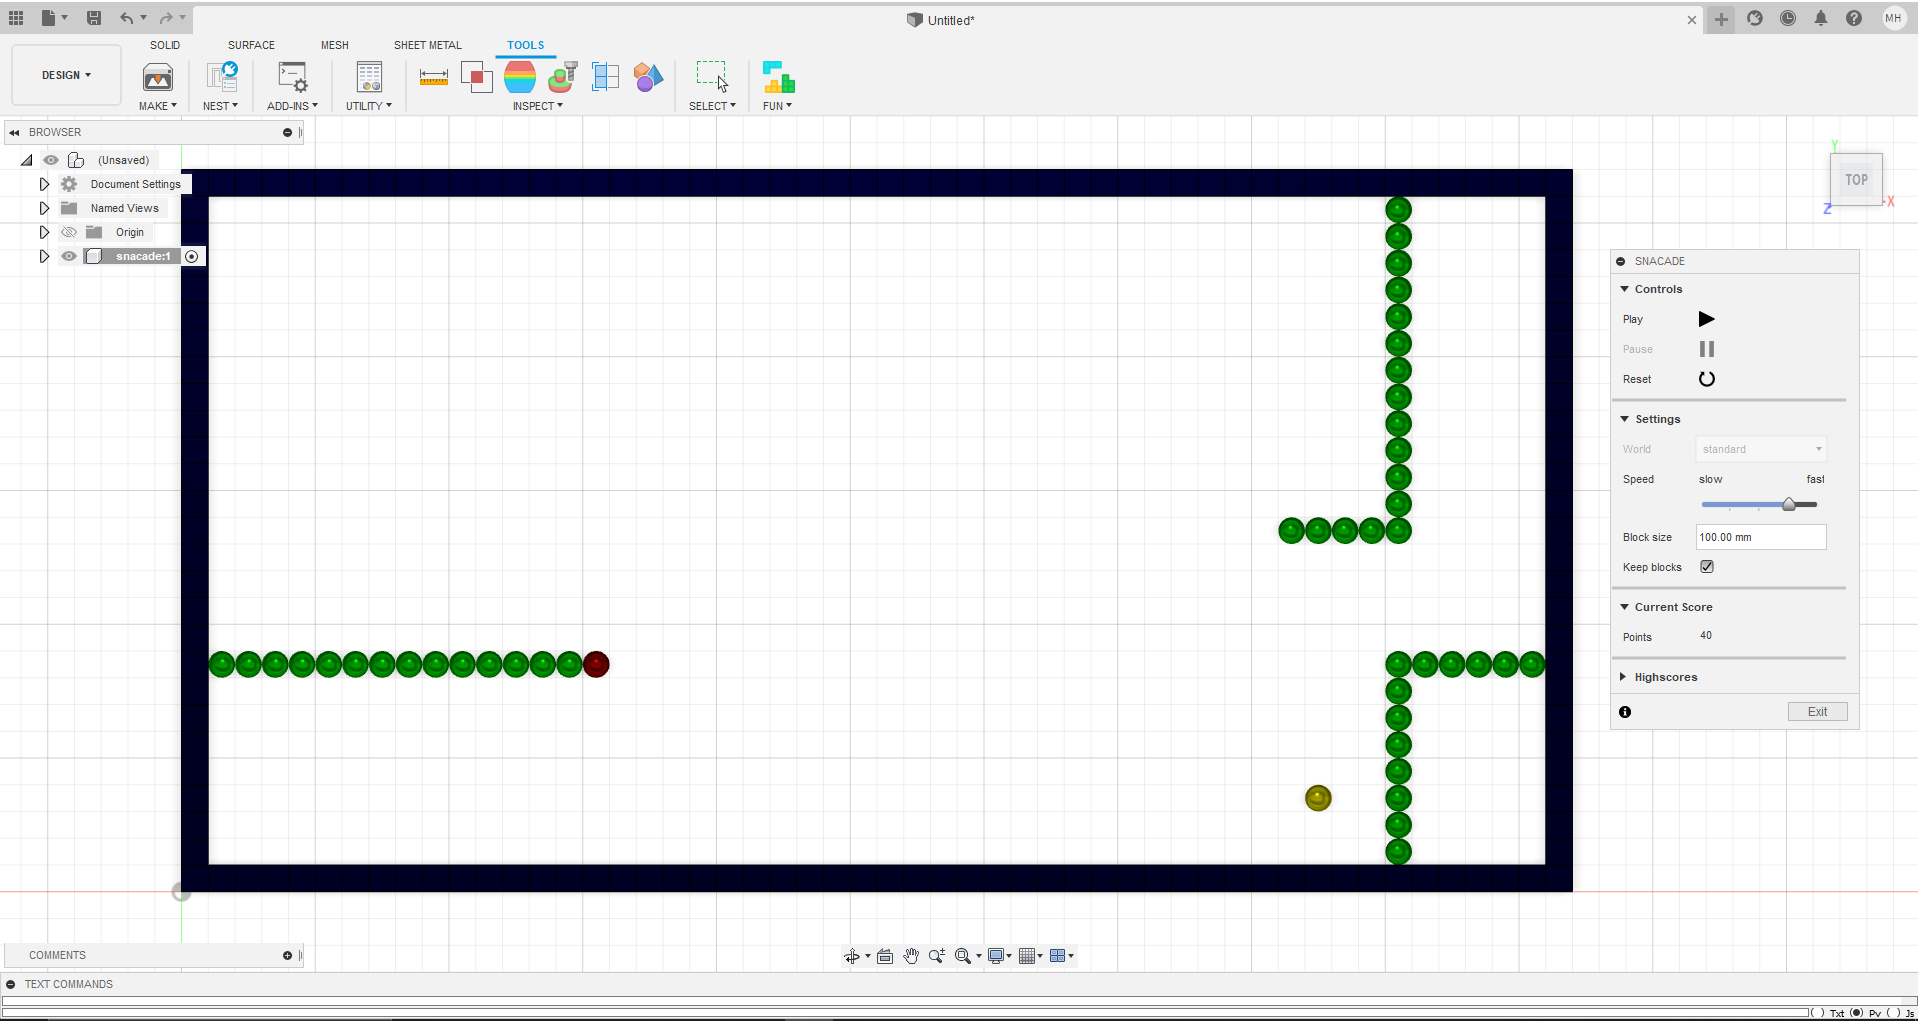 Untitled*
MH
SOLID SURFACE MESH SHEET METAL TOOLS
DESIGN
MAKE NEST ADD-INS UTILITY INSPECT SELECT FUN
BROWSER
(Unsaved)
Document Settings
Named Views
Origin
snacade:1
Y
TOP
X
Z
SNACADE
Controls
Play
Pause
Reset
Settings
World standard
Speed slow fast
Block size 100.00 mm
Keep blocks
Current Score
Points 40
Highscores
Exit
COMMENTS
TEXT COMMANDS
Txt Py Js